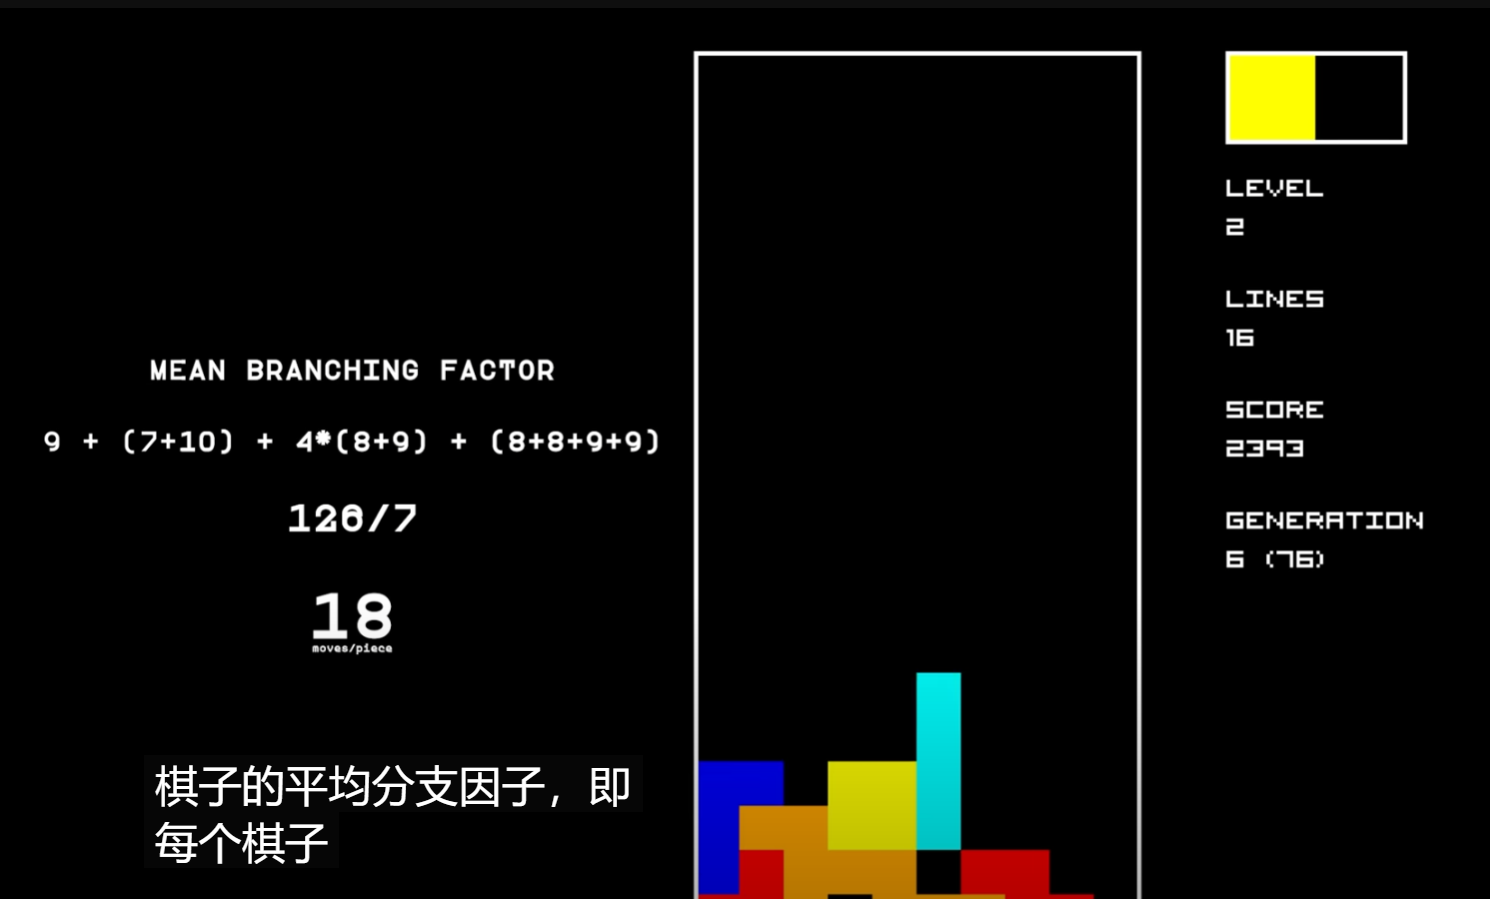 MEAN BRANCHING FACTOR
9 + (7+10) + 4*(8+9) + (8+8+9+9)
128/7
18
moves/piece
棋子的平均分支因子，即
每个棋子
LEVEL
2
LINES
16
SCORE
2393
GENERATION
6 (76)